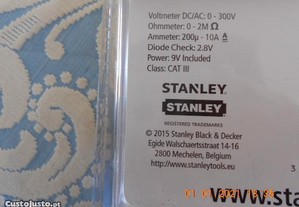 Voltmeter DC/AC: 0 - 300V
Ohmmeter: 0 - 2M Ω
Ammeter: 200µ - 10A
Diode Check: 2.8V
Power: 9V Included
Class: CAT III
STANLEY
STANLEY
REGISTERED TRADEMARKS
© 2015 Stanley Black & Decker
Egide Walschaertsstraat 14-16
2800 Mechelen, Belgium
www.stanleytools.eu
3
www.sta
CustoJusto.pt